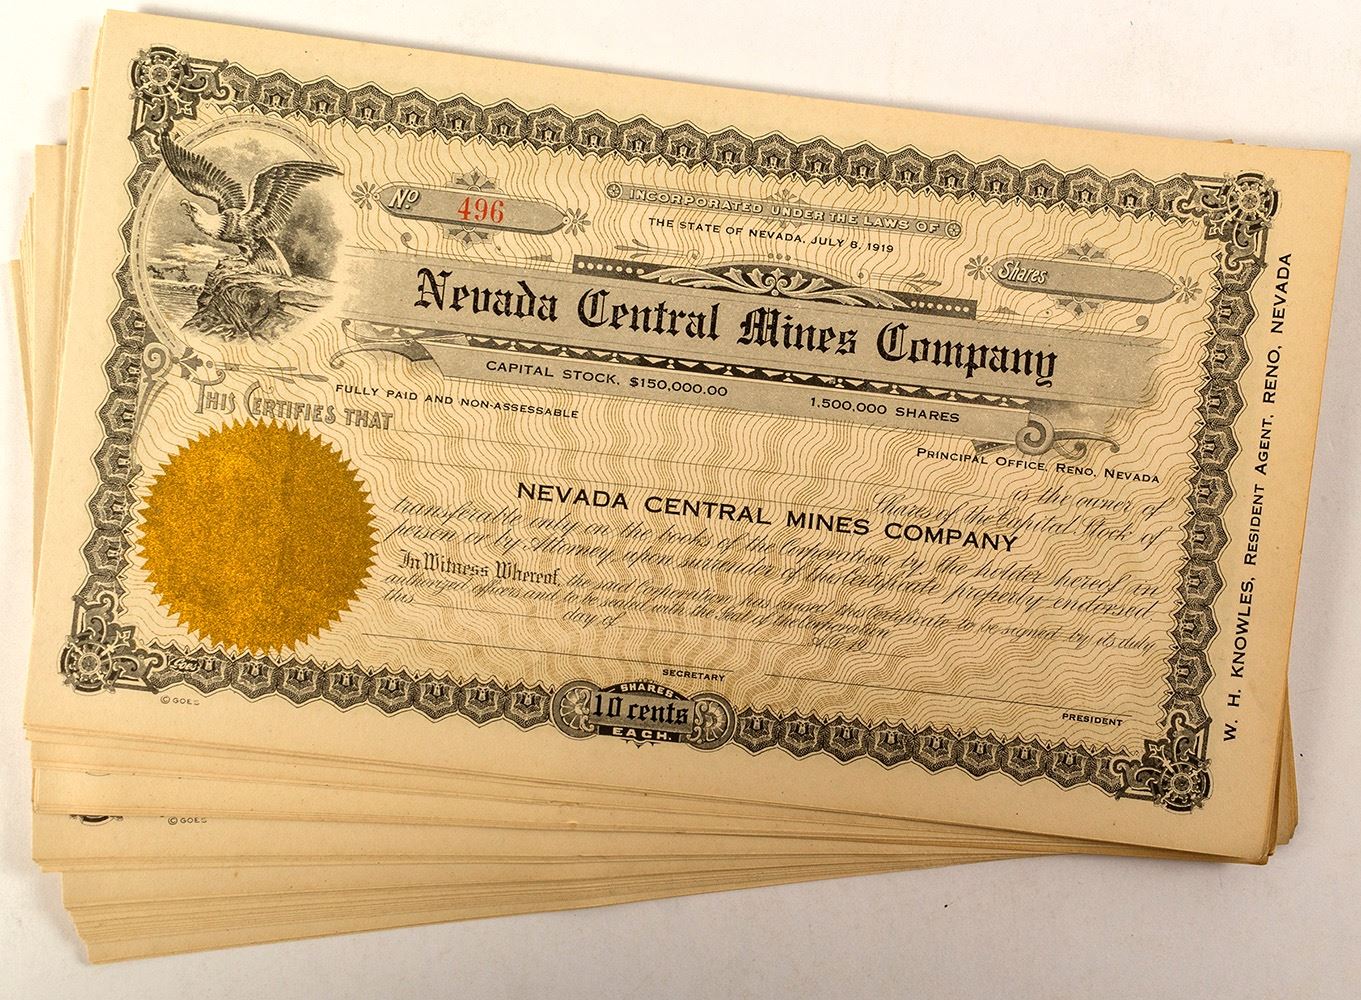 No 496
INCORPORATED UNDER THE LAWS OF
THE STATE OF NEVADA, JULY 8, 1919
Shares
Nevada Central Mines Company
CAPITAL STOCK, $150,000.00 1,500,000 SHARES
FULLY PAID AND NON-ASSESSABLE
PRINCIPAL OFFICE, RENO, NEVADA
THIS CERTIFIES THAT
is the owner of
Shares of the Capital Stock of
NEVADA CENTRAL MINES COMPANY
transferable only on the books of the Corporation by the holder hereof in
person or by Attorney upon surrender of this Certificate properly endorsed.
In Witness Whereof, the said Corporation has caused this Certificate to be signed by its duly
authorized officers and to be sealed with the Seal of the Corporation
this
day of A.D. 19
SECRETARY
PRESIDENT
SHARES
10 cents
EACH.
Goes
© GOES
W. H. KNOWLES, RESIDENT AGENT, RENO, NEVADA
© GOES